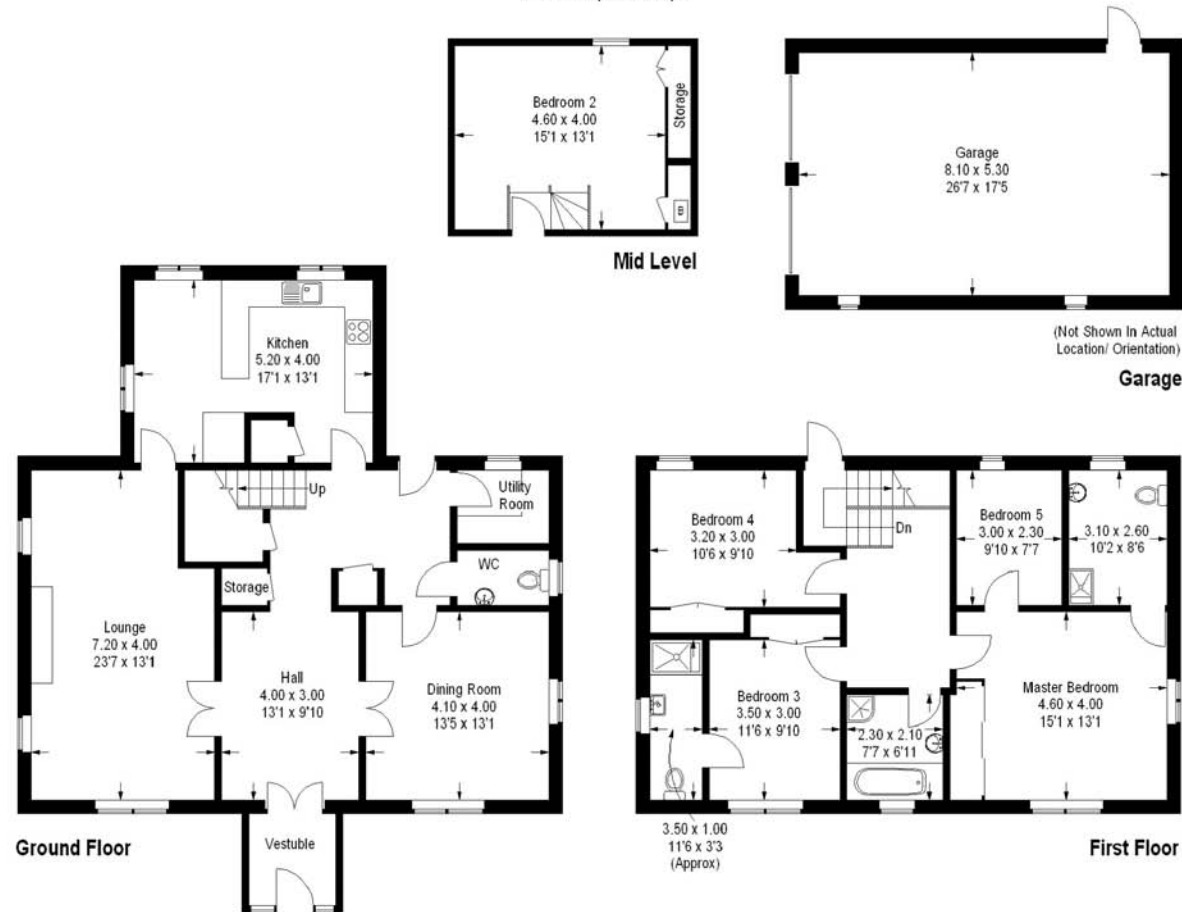 Bedroom 2
4.60 x 4.00
15'1 x 13'1
Storage
Mid Level
Garage
8.10 x 5.30
26'7 x 17'5
(Not Shown In Actual
Location/ Orientation)
Garage
Kitchen
5.20 x 4.00
17'1 x 13'1
Up
Utility
Room
WC
Storage
Lounge
7.20 x 4.00
23'7 x 13'1
Hall
4.00 x 3.00
13'1 x 9'10
Dining Room
4.10 x 4.00
13'5 x 13'1
Vestuble
Ground Floor
Bedroom 4
3.20 x 3.00
10'6 x 9'10
Dn
Bedroom 5
3.00 x 2.30
9'10 x 7'7
3.10 x 2.60
10'2 x 8'6
Bedroom 3
3.50 x 3.00
11'6 x 9'10
2.30 x 2.10
7'7 x 6'11
Master Bedroom
4.60 x 4.00
15'1 x 13'1
3.50 x 1.00
11'6 x 3'3
(Approx)
First Floor